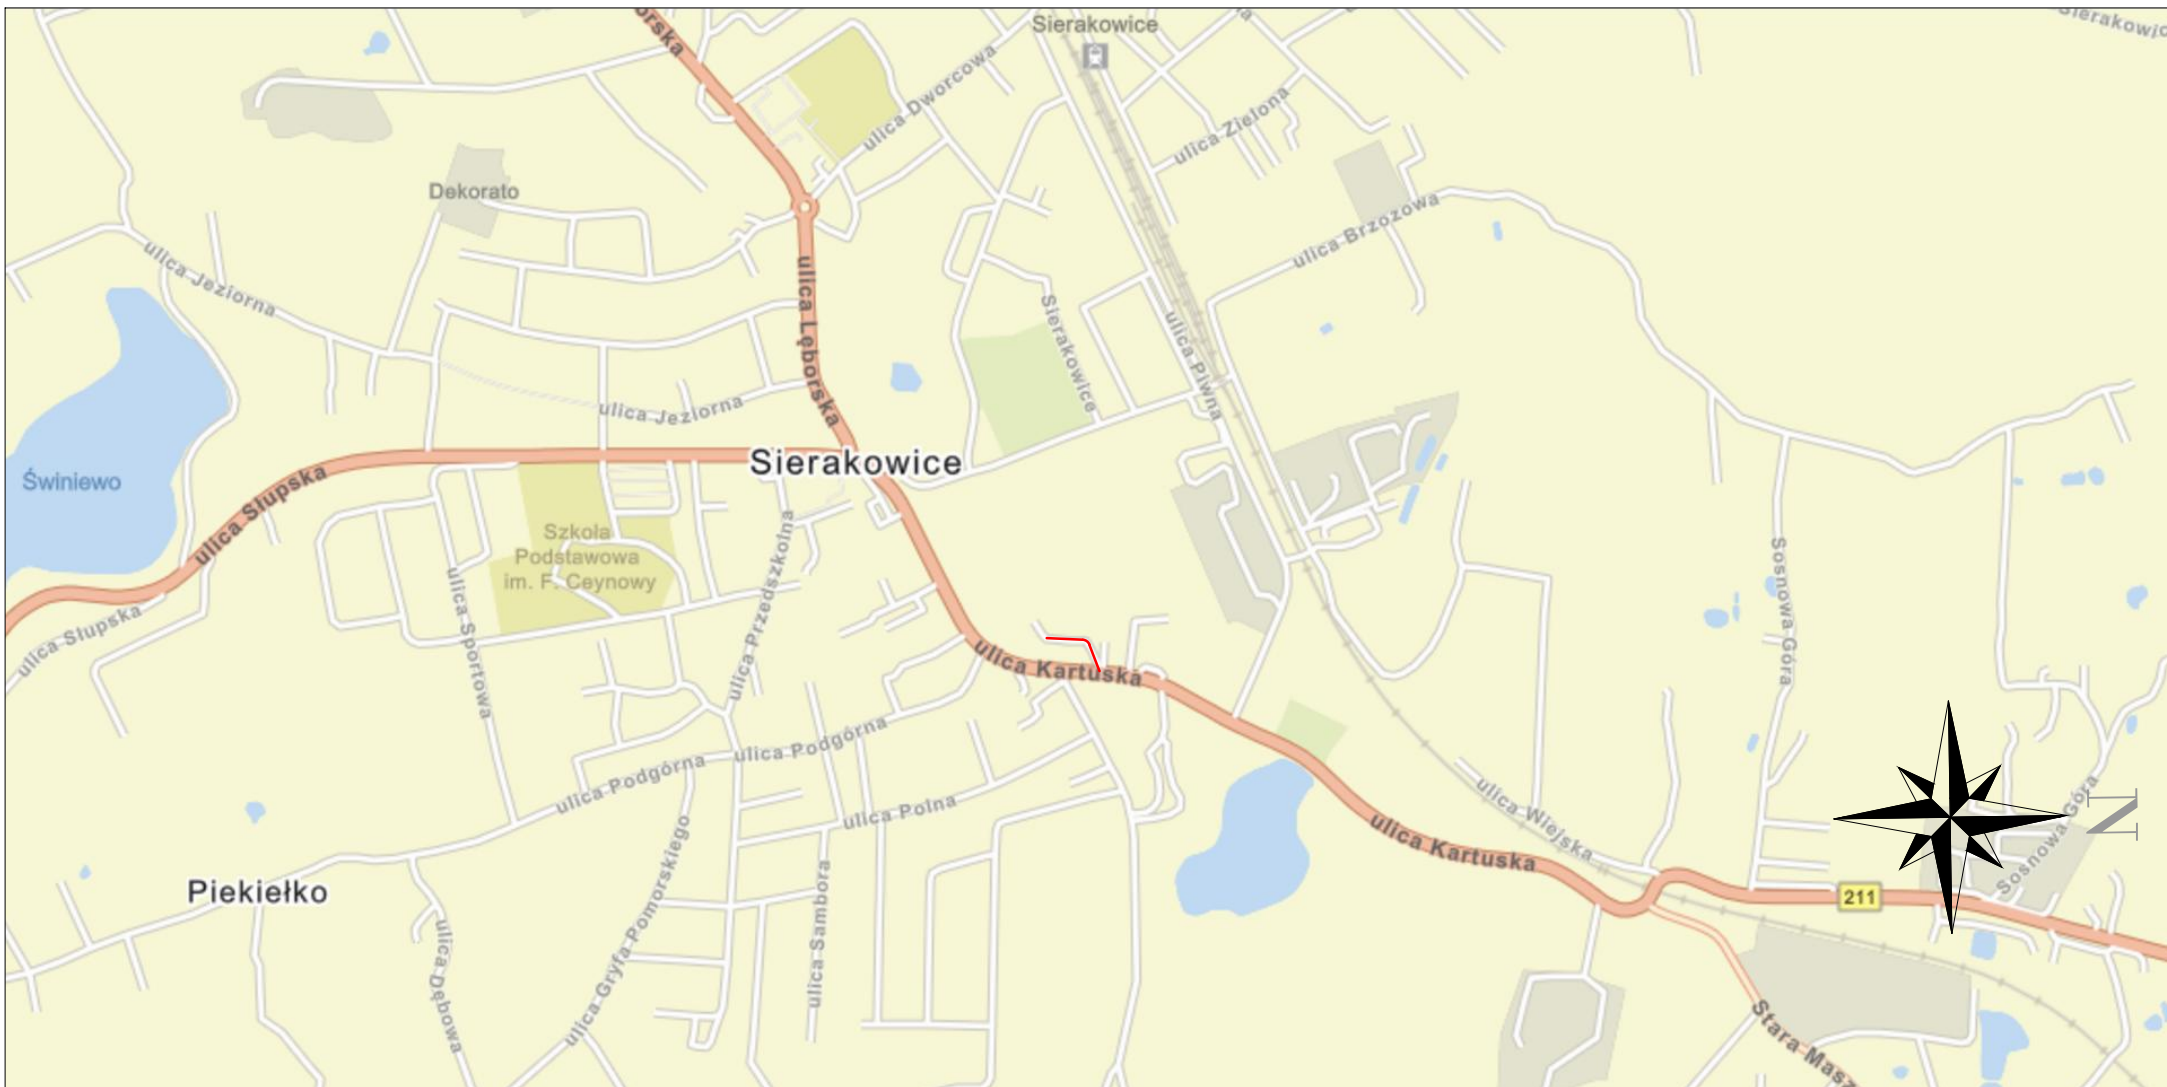 orska
Sierakowice
Sierakowic
ulica Dworcowa
ulica Zielona
Dekorato
ulica Brzozowa
ulica Jeziorna
ulica Lęborska
Sierakowice
ulica Piwna
ulica Jeziorna
Sierakowice
Świniewo
ulica Słupska
Szkoła
Podstawowa
im. F. Ceynowy
ulica Przedszkolna
ulica Sportowa
ulica Słupska
Sosnowa Góra
ulica Kartuska
ulica Podgórna
ulica Podgórna
ulica Polna
ulica Wiejska
ulica Kartuska
N
Sosnowa Góra
Piekiełko
211
ulica Gryfa Pomorskiego
ulica Sambora
ulica Dębowa
Stara Masz